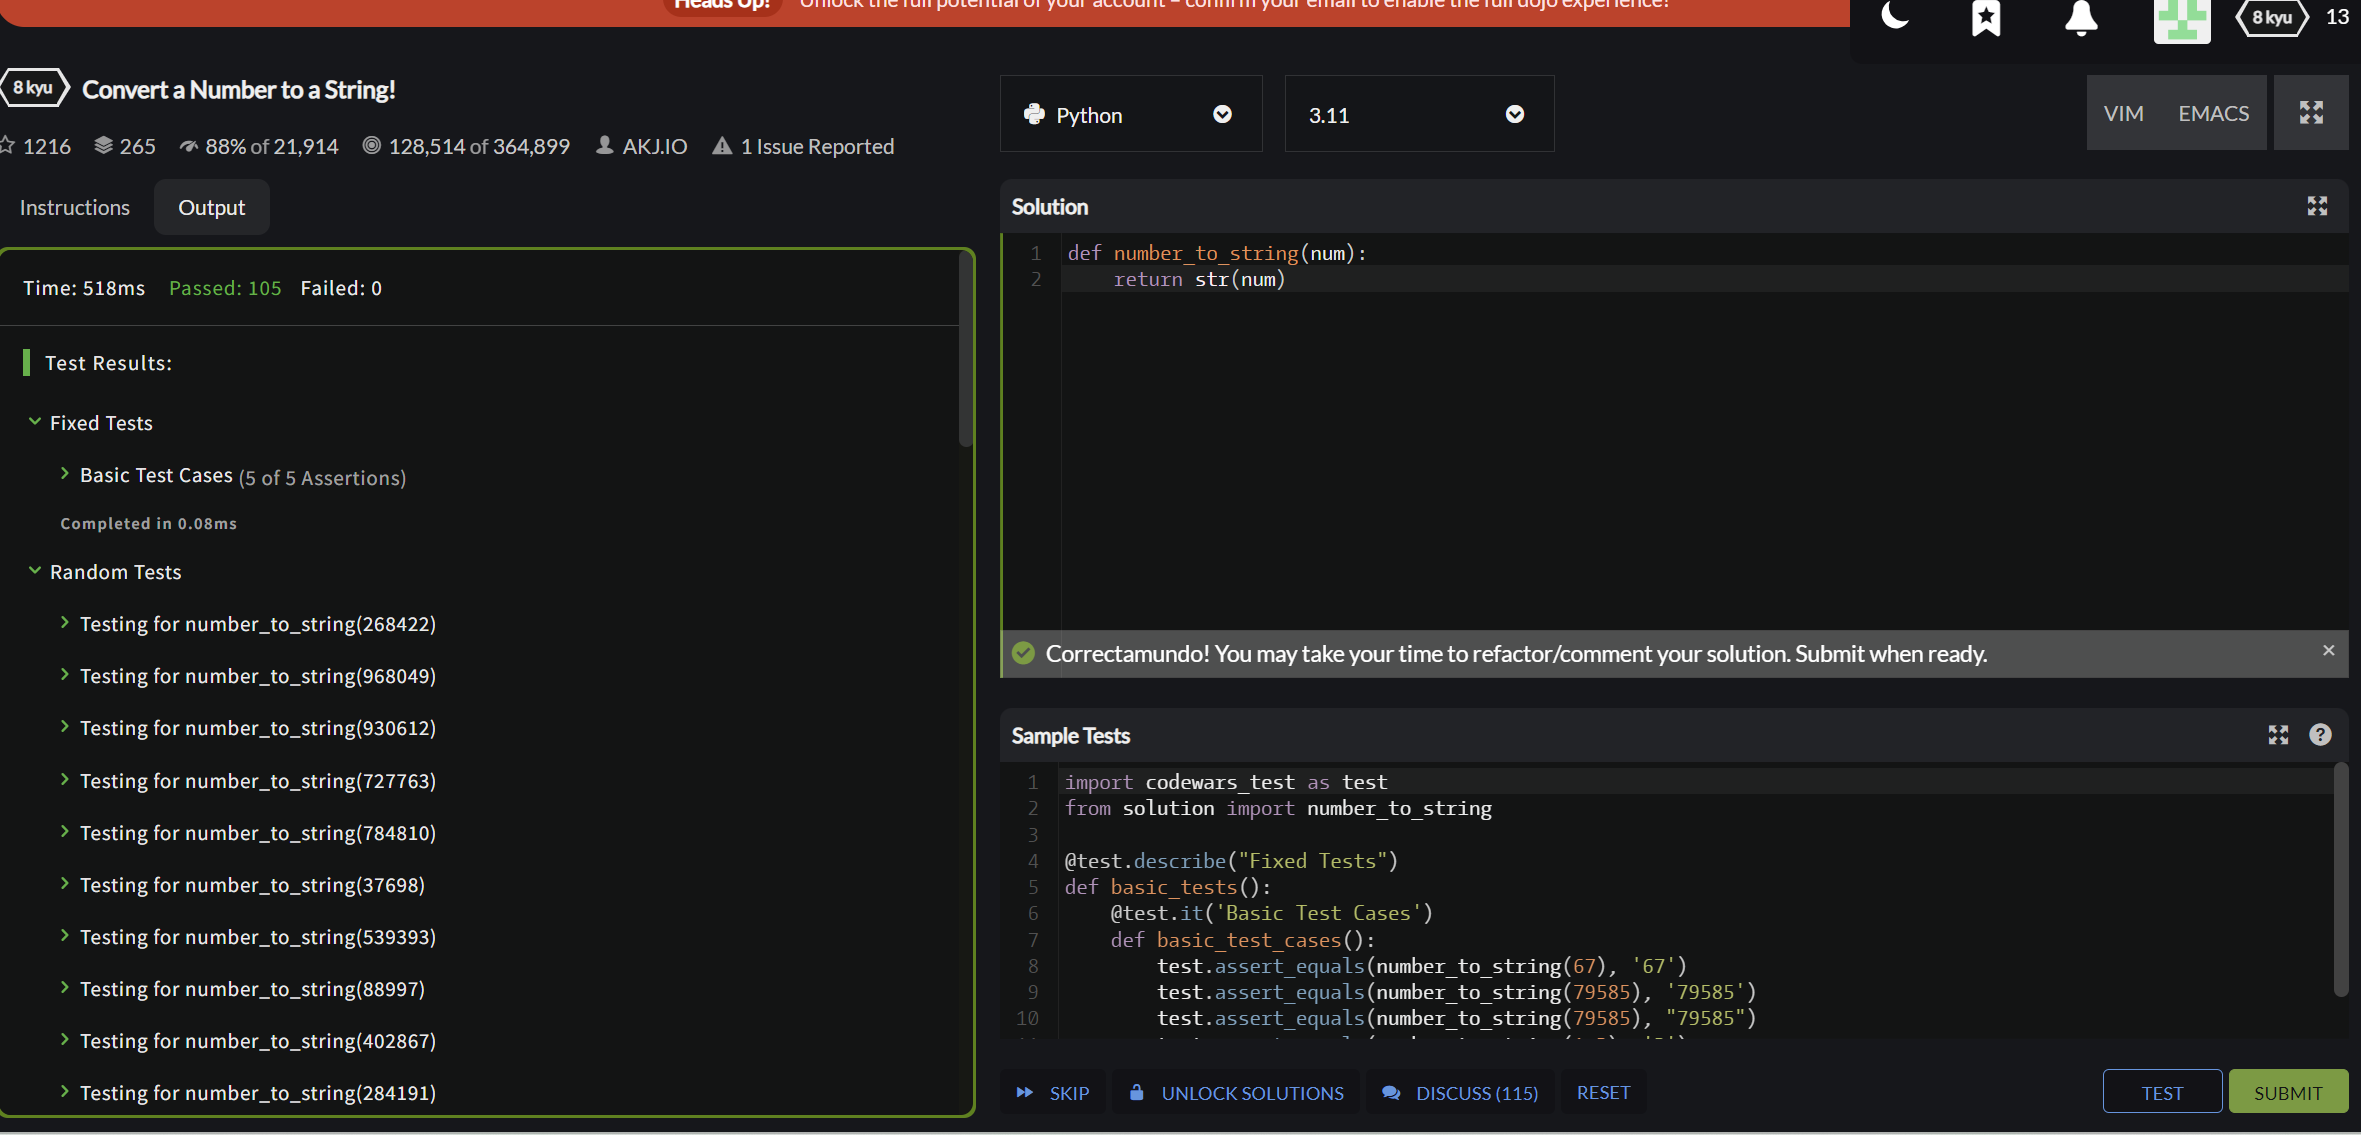 Heads Up! Unlock the full potential of your account – confirm your email to enable the full dojo experience!
8 kyu 13
8 kyu Convert a Number to a String!
1216 265 88% of 21,914 128,514 of 364,899 AKJ.IO 1 Issue Reported
Instructions Output
Time: 518ms Passed: 105 Failed: 0
Test Results:
Fixed Tests
Basic Test Cases (5 of 5 Assertions)
Completed in 0.08ms
Random Tests
Testing for number_to_string(268422)
Testing for number_to_string(968049)
Testing for number_to_string(930612)
Testing for number_to_string(727763)
Testing for number_to_string(784810)
Testing for number_to_string(37698)
Testing for number_to_string(539393)
Testing for number_to_string(88997)
Testing for number_to_string(402867)
Testing for number_to_string(284191)
Python 3.11 VIM EMACS
Solution
1 def number_to_string(num):
2 return str(num)
Correctamundo! You may take your time to refactor/comment your solution. Submit when ready. ×
Sample Tests ?
1 import codewars_test as test
2 from solution import number_to_string
3
4 @test.describe("Fixed Tests")
5 def basic_tests():
6 @test.it('Basic Test Cases')
7 def basic_test_cases():
8 test.assert_equals(number_to_string(67), '67')
9 test.assert_equals(number_to_string(79585), '79585')
10 test.assert_equals(number_to_string(79585), "79585")
SKIP UNLOCK SOLUTIONS DISCUSS (115) RESET TEST SUBMIT